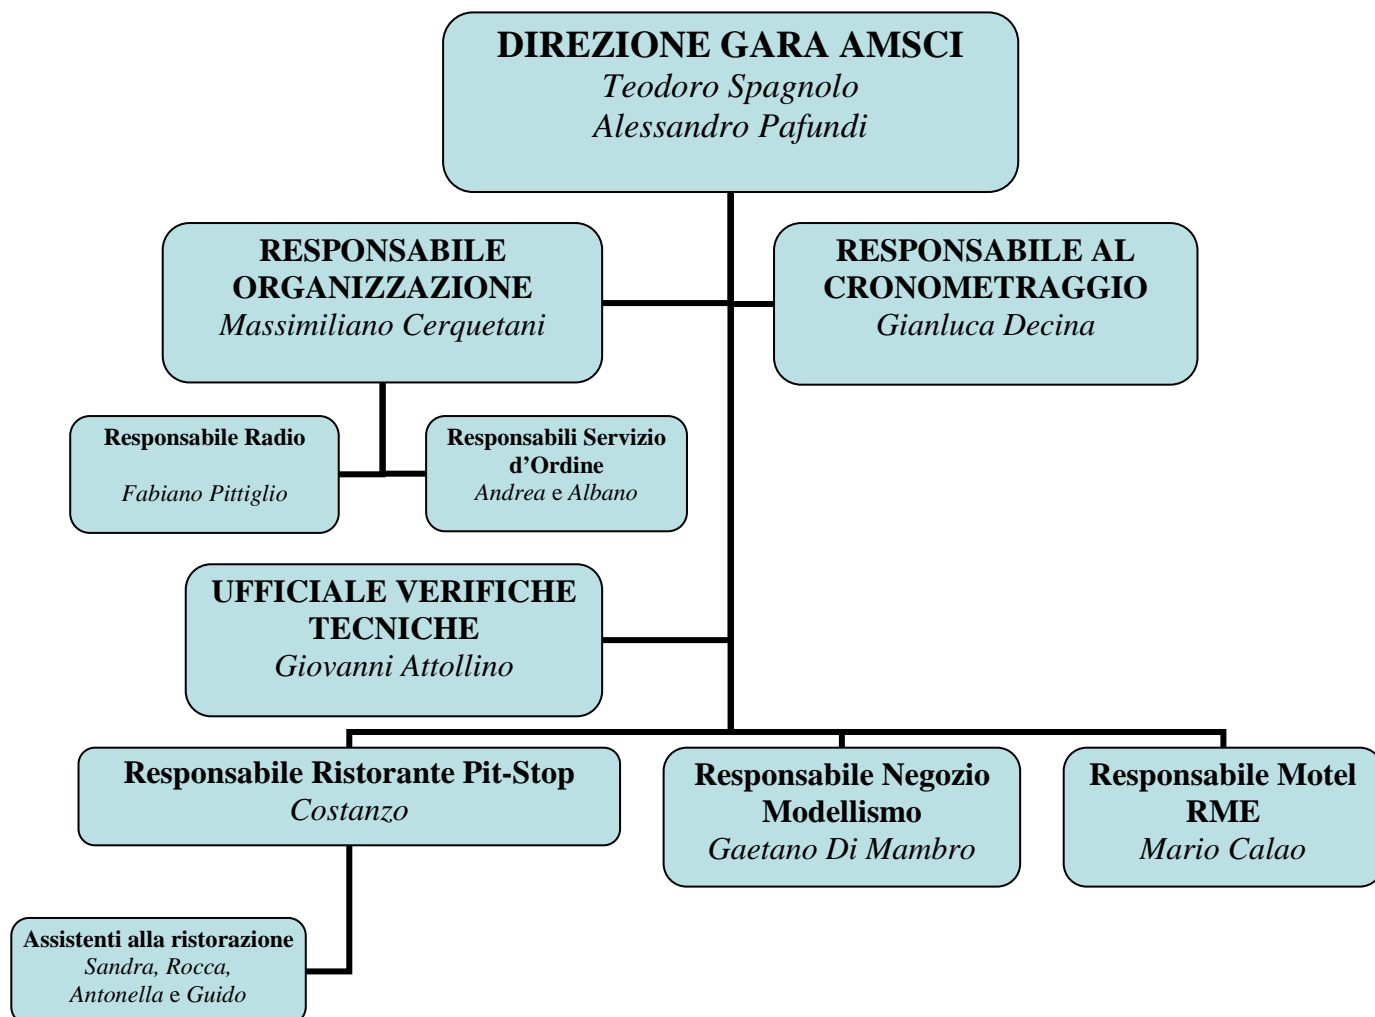 DIREZIONE GARA AMSCI
Teodoro Spagnolo
Alessandro Pafundi
RESPONSABILE
ORGANIZZAZIONE
Massimiliano Cerquetani
RESPONSABILE AL
CRONOMETRAGGIO
Gianluca Decina
Responsabile Radio
Fabiano Pittiglio
Responsabili Servizio
d’Ordine
Andrea e Albano
UFFICIALE VERIFICHE
TECNICHE
Giovanni Attollino
Responsabile Ristorante Pit-Stop
Costanzo
Responsabile Negozio
Modellismo
Gaetano Di Mambro
Responsabile Motel
RME
Mario Calao
Assistenti alla ristorazione
Sandra, Rocca,
Antonella e Guido